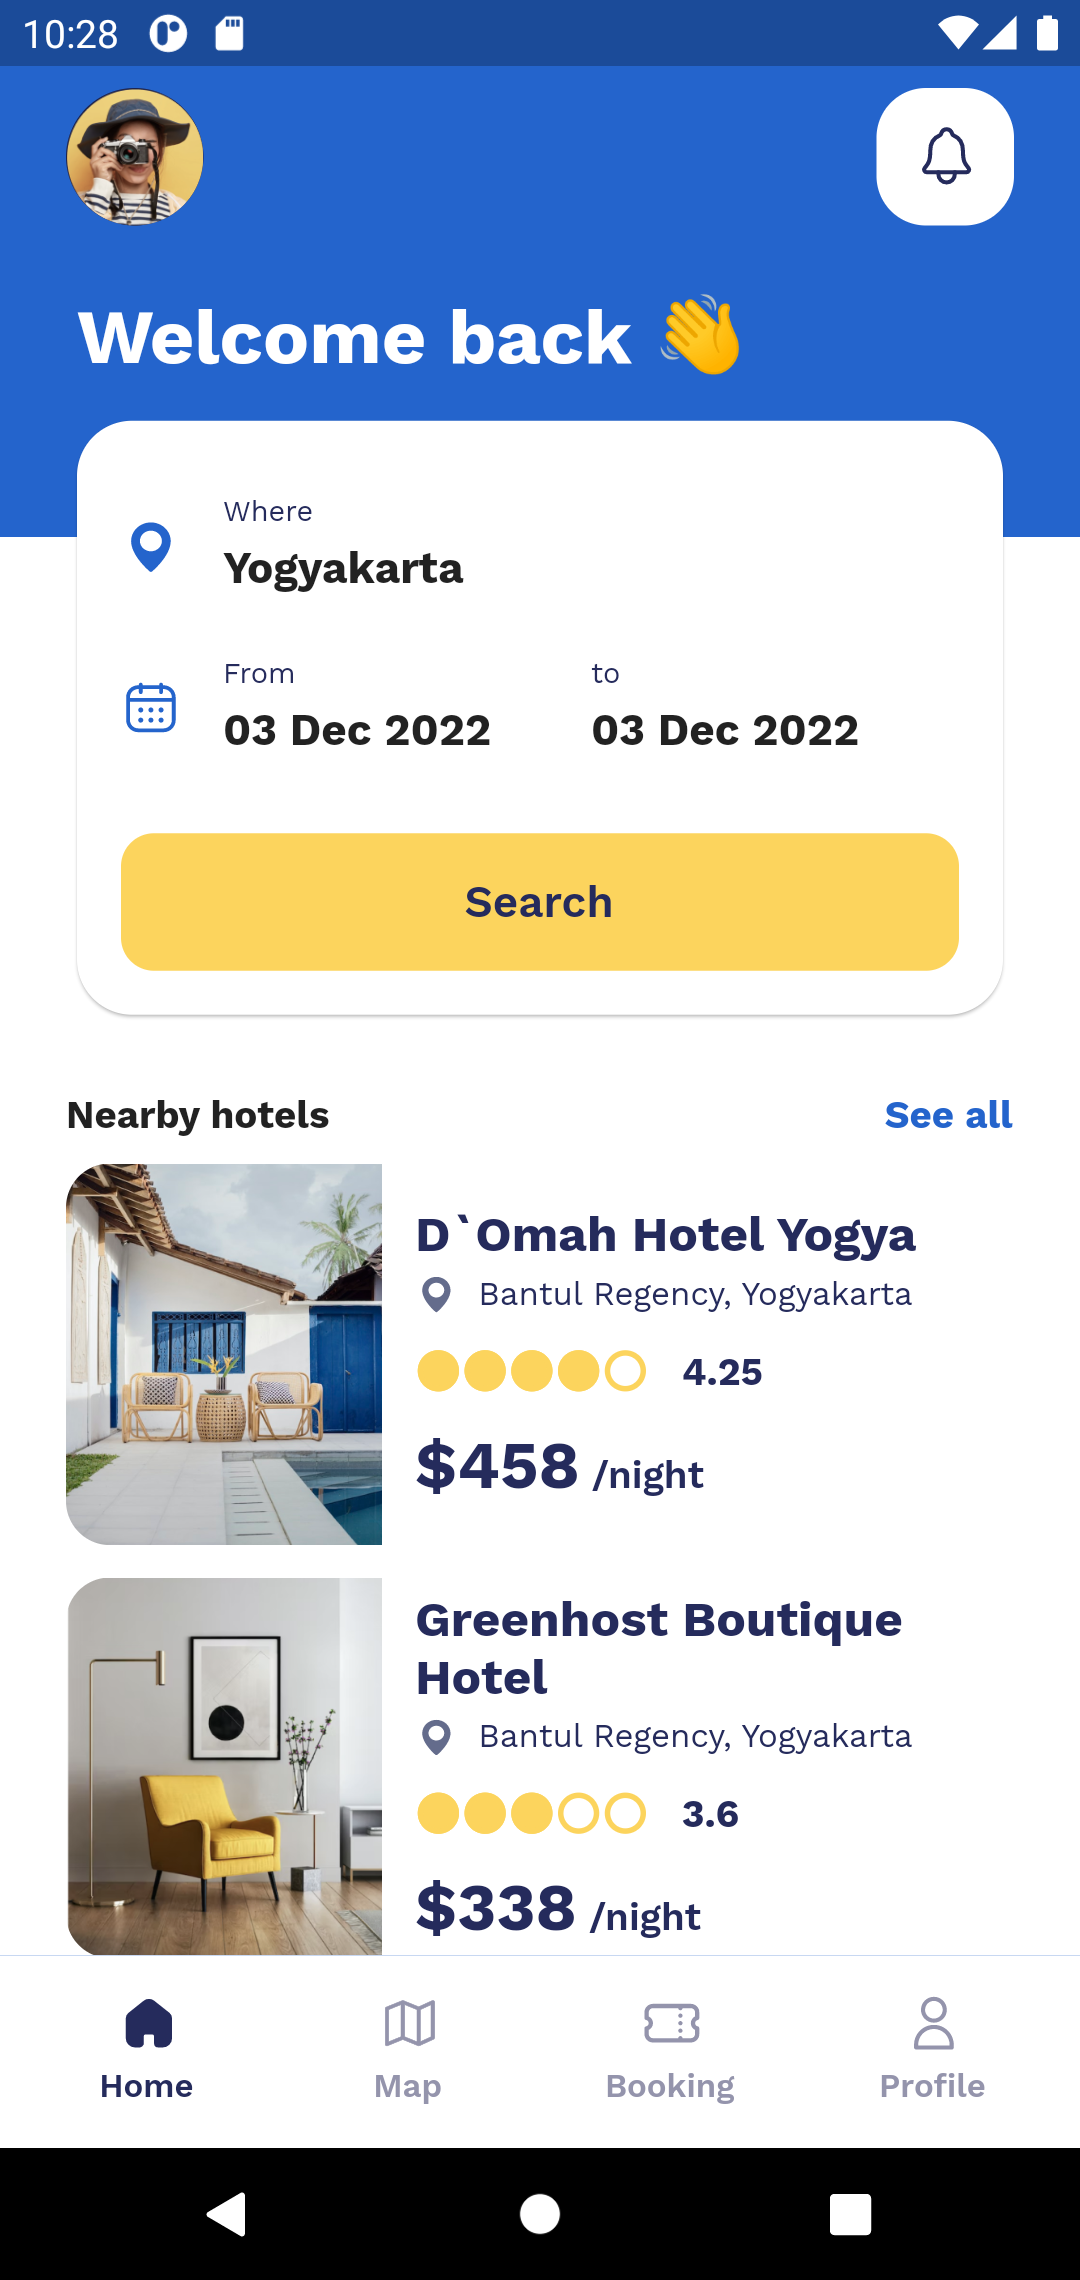 10:28
Welcome back 👋
Where
Yogyakarta
From
to
03 Dec 2022
03 Dec 2022
Search
Nearby hotels
See all
D`Omah Hotel Yogya
Bantul Regency, Yogyakarta
4.25
$458 /night
Greenhost Boutique
Hotel
Bantul Regency, Yogyakarta
3.6
$338 /night
Home
Map
Booking
Profile